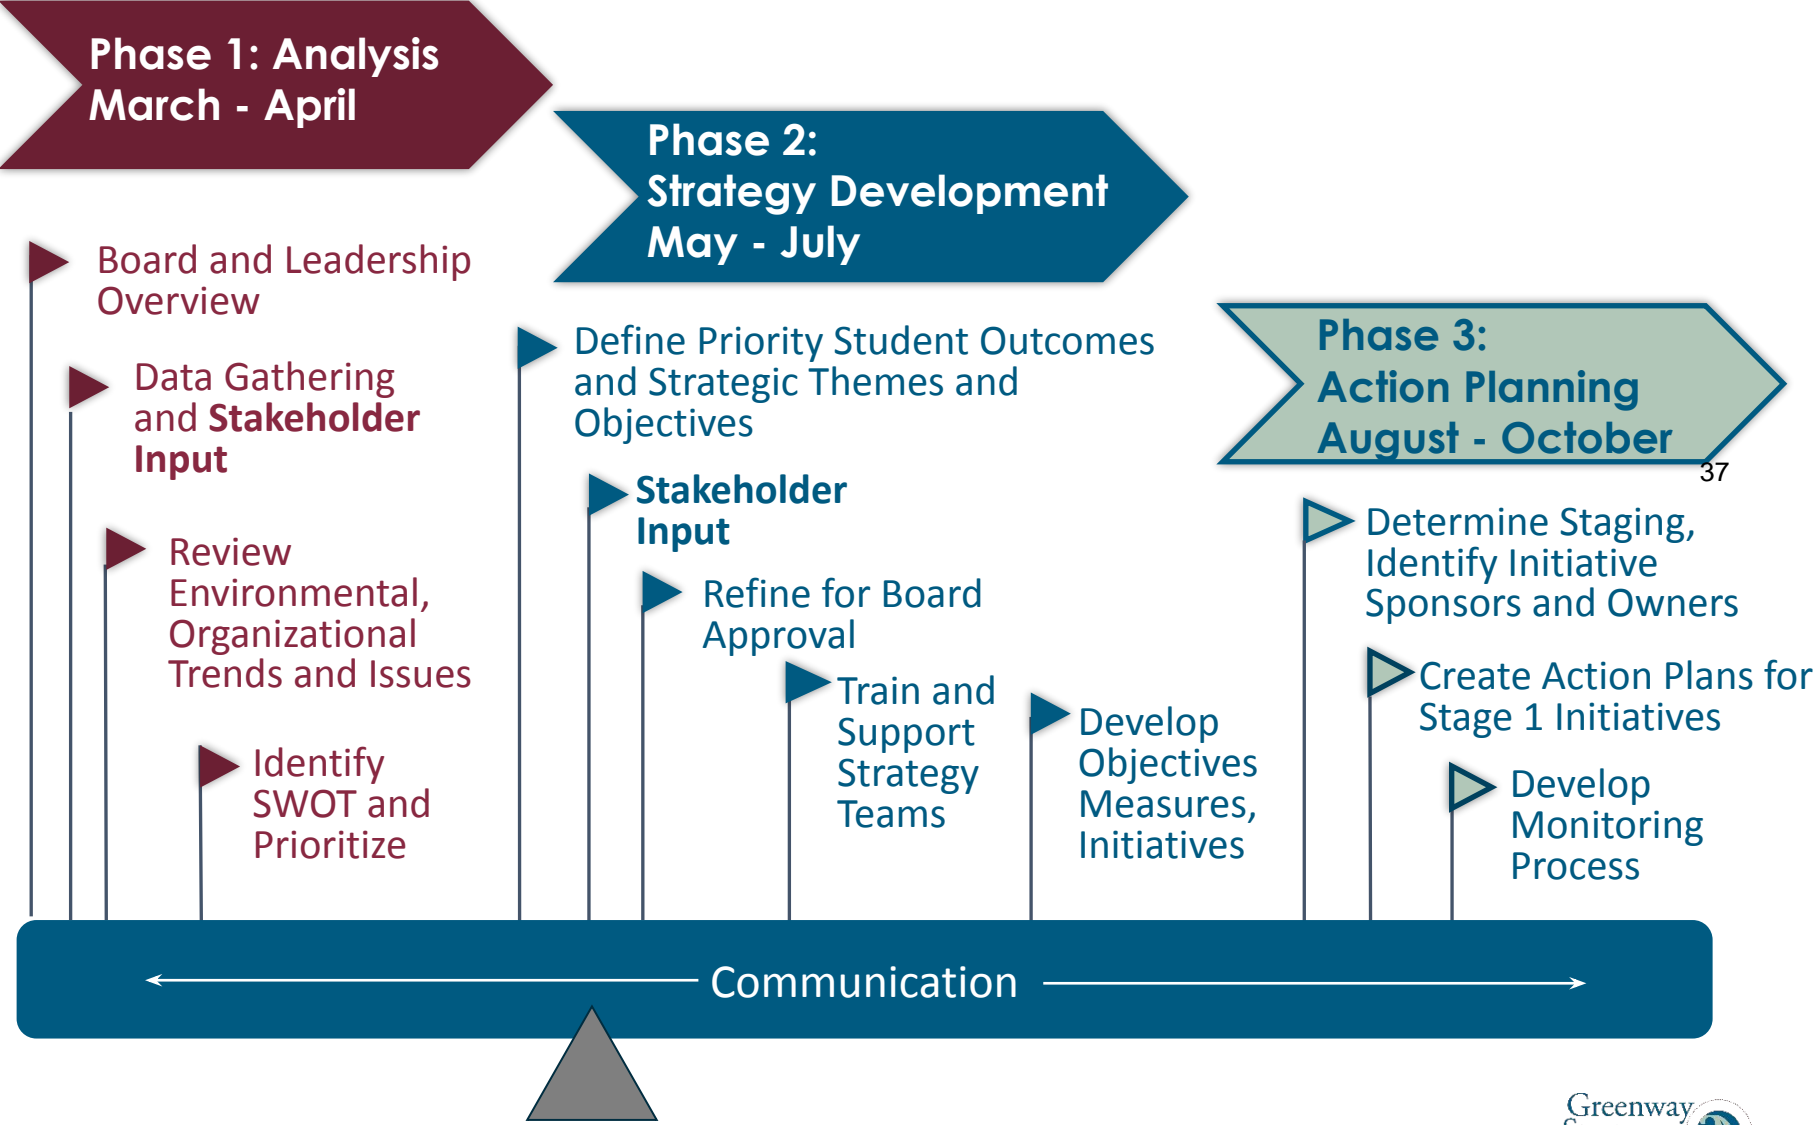 Phase 1: Analysis
March - April
Phase 2:
Strategy Development
May - July
Phase 3:
Action Planning
August - October
37
Board and Leadership
Overview
Data Gathering
and Stakeholder
Input
Review
Environmental,
Organizational
Trends and Issues
Identify
SWOT and
Prioritize
Define Priority Student Outcomes
and Strategic Themes and
Objectives
Stakeholder
Input
Refine for Board
Approval
Train and
Support
Strategy
Teams
Develop
Objectives
Measures,
Initiatives
Determine Staging,
Identify Initiative
Sponsors and Owners
Create Action Plans for
Stage 1 Initiatives
Develop
Monitoring
Process
Communication
Greenway